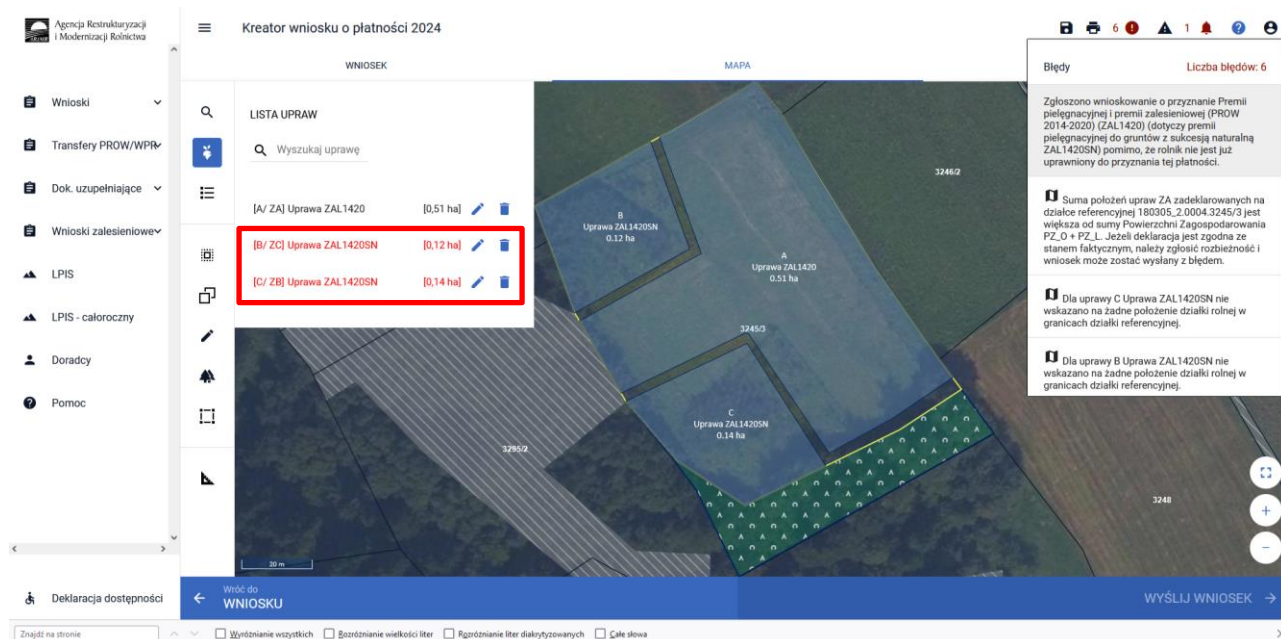 Agencja Restrukturyzacji
i Modernizacji Rolnictwa
Kreator wniosku o płatności 2024
6
1
WNIOSEK
MAPA
Wnioski
Transfery PROW/WPR
Dok. uzupełniające
Wnioski zalesieniowe
LPIS
LPIS - całoroczny
Doradcy
Pomoc
Deklaracja dostępności
LISTA UPRAW
Wyszukaj uprawę
[A/ ZA] Uprawa ZAL1420 [0,51 ha]
[B/ ZC] Uprawa ZAL1420SN [0,12 ha]
[C/ ZB] Uprawa ZAL1420SN [0,14 ha]
3246/2
B
Uprawa ZAL1420SN
0.12 ha
A
Uprawa ZAL1420
0.51 ha
3245/3
C
Uprawa ZAL1420SN
0.14 ha
3295/2
3248
20 m
Błędy
Liczba błędów: 6
Zgłoszono wnioskowanie o przyznanie Premii
pielęgnacyjnej i premii zalesieniowej (PROW
2014-2020) (ZAL1420) (dotyczy premii
pielęgnacyjnej do gruntów z sukcesją naturalną
ZAL1420SN) pomimo, że rolnik nie jest już
uprawniony do przyznania tej płatności.
Suma położeń upraw ZA zadeklarowanych na
działce referencyjnej 180305_2.0004.3245/3 jest
większa od sumy Powierzchni Zagospodarowania
PZ_O + PZ_L. Jeżeli deklaracja jest zgodna ze
stanem faktycznym, należy zgłosić rozbieżność i
wniosek może zostać wysłany z błędem.
Dla uprawy C Uprawa ZAL1420SN nie
wskazano na żadne położenie działki rolnej w
granicach działki referencyjnej.
Dla uprawy B Uprawa ZAL1420SN nie
wskazano na żadne położenie działki rolnej w
granicach działki referencyjnej.
Wróć do
WNIOSKU
WYŚLIJ WNIOSEK
Znajdź na stronie
Wyróżnianie wszystkich
Rozróżnianie wielkości liter
Rozróżnianie liter diakrytyzowanych
Całe słowa